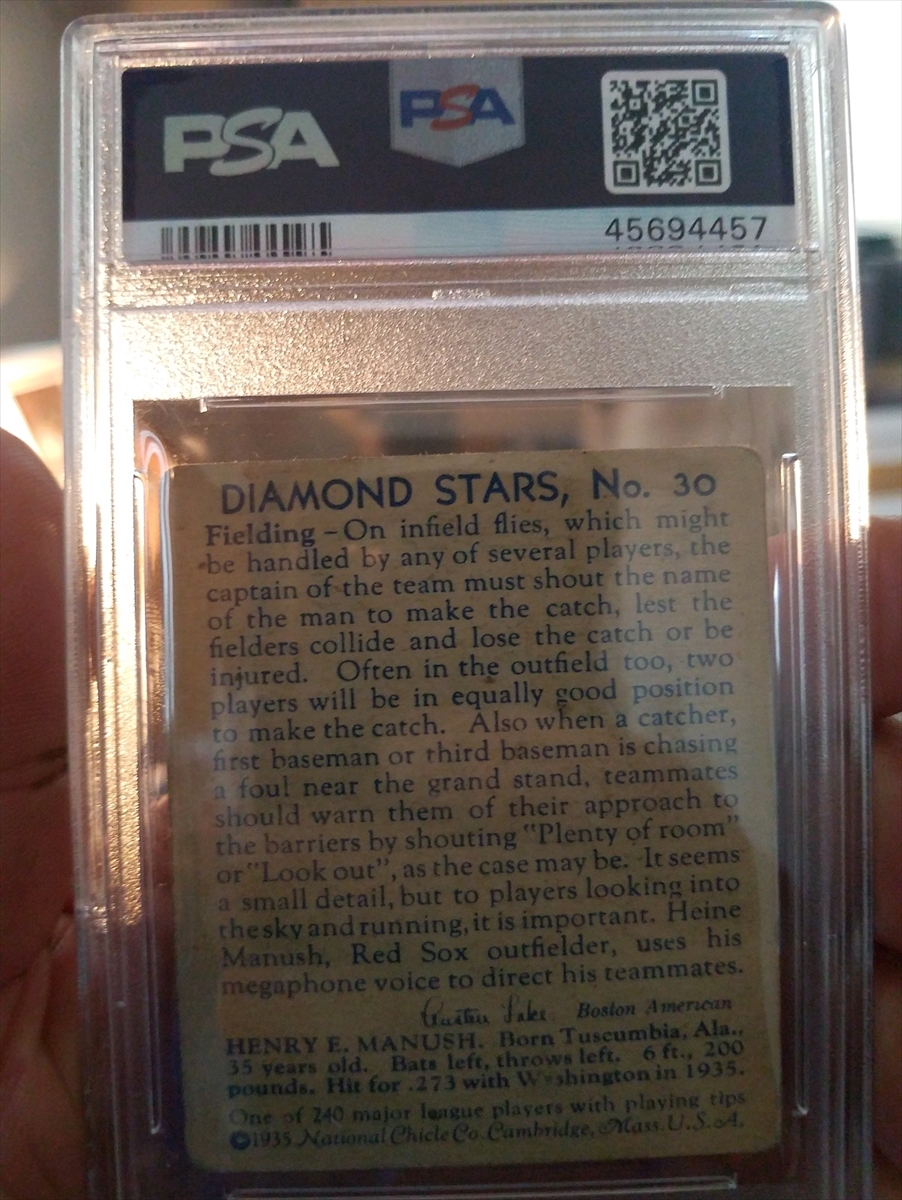 PSA
PSA
45694457
DIAMOND STARS, No. 30
Fielding – On infield flies, which might
be handled by any of several players, the
captain of the team must shout the name
of the man to make the catch, lest the
fielders collide and lose the catch or be
injured. Often in the outfield too, two
players will be in equally good position
to make the catch. Also when a catcher,
first baseman or third baseman is chasing
a foul near the grand stand, teammates
should warn them of their approach to
the barriers by shouting "Plenty of room"
or "Look out", as the case may be. It seems
a small detail, but to players looking into
the sky and running, it is important. Heine
Manush, Red Sox outfielder, uses his
megaphone voice to direct his teammates.
Austen Lake Boston American
HENRY E. MANUSH. Born Tuscumbia, Ala.,
35 years old. Bats left, throws left. 6 ft., 200
pounds. Hit for .273 with Washington in 1935.
One of 240 major league players with playing tips
©1935 National Chicle Co. Cambridge, Mass. U.S.A.